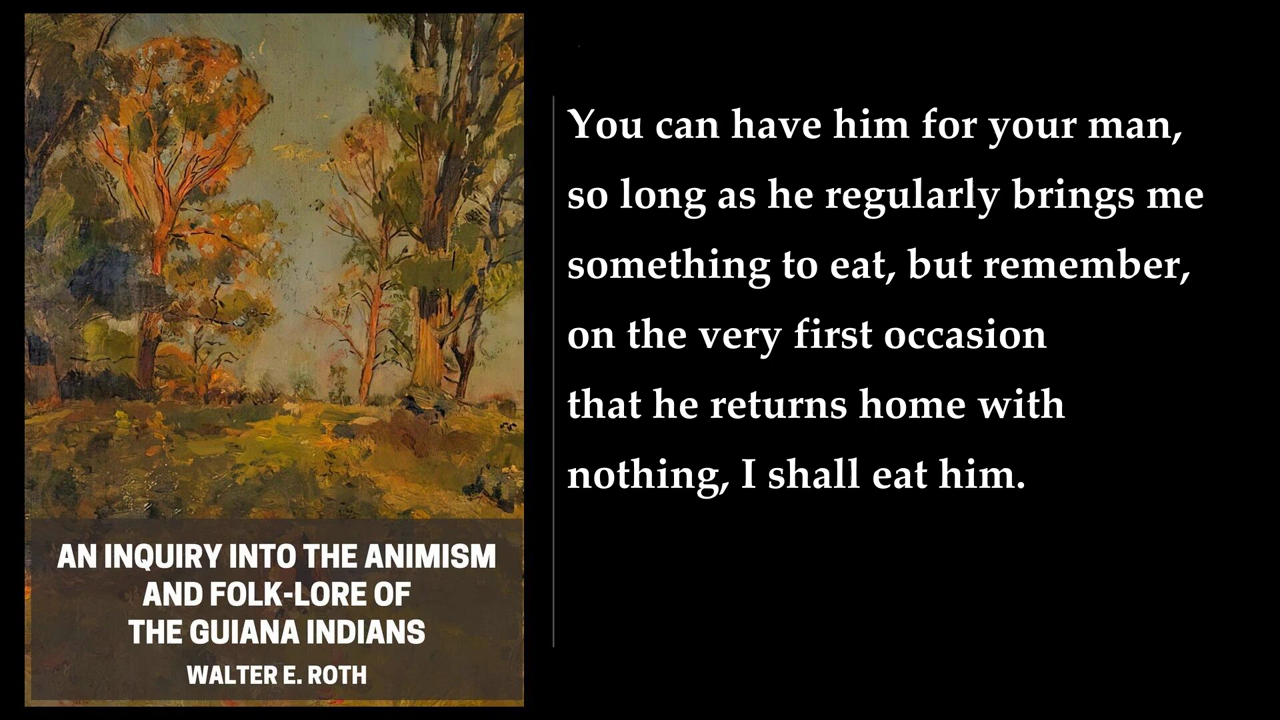 You can have him for your man,
so long as he regularly brings me
something to eat, but remember,
on the very first occasion
that he returns home with
nothing, I shall eat him.
AN INQUIRY INTO THE ANIMISM
AND FOLK-LORE OF
THE GUIANA INDIANS
WALTER E. ROTH